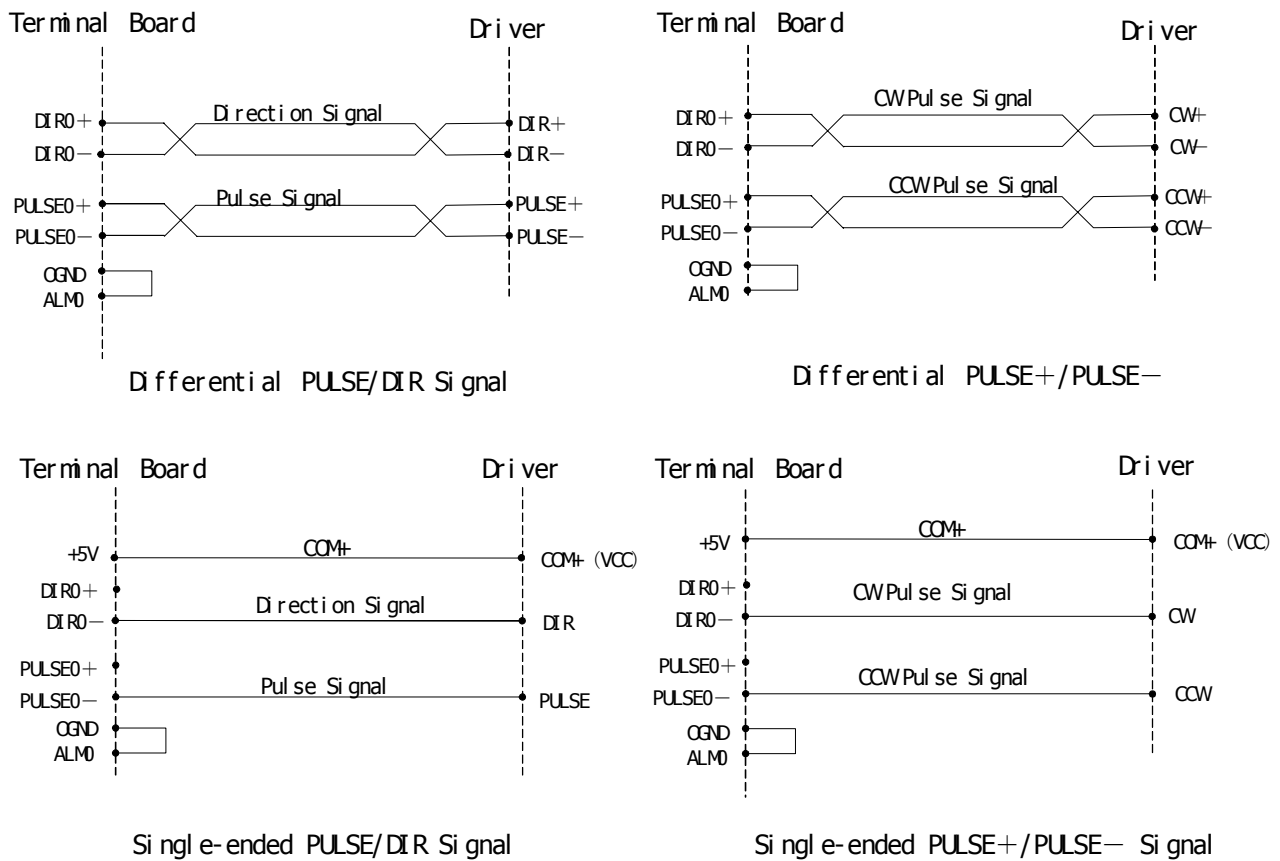 Terminal Board Driver
DIR0+ Direction Signal DIR+
DIR0- DIR-
PULSE0+ Pulse Signal PULSE+
PULSE0- PULSE-
OGND
ALM0
Differential PULSE/DIR Signal
Terminal Board Driver
DIR0+ CW Pulse Signal CW+
DIR0- CW-
PULSE0+ CCW Pulse Signal CCW+
PULSE0- CCW-
OGND
ALM0
Differential PULSE+/PULSE-
Terminal Board Driver
+5V COM+ COM+ (VCC)
DIR0+
DIR0- Direction Signal DIR
PULSE0+
PULSE0- Pulse Signal PULSE
OGND
ALM0
Single-ended PULSE/DIR Signal
Terminal Board Driver
+5V COM+ COM+ (VCC)
DIR0+
DIR0- CW Pulse Signal CW
PULSE0+
PULSE0- CCW Pulse Signal CCW
OGND
ALM0
Single-ended PULSE+/PULSE- Signal